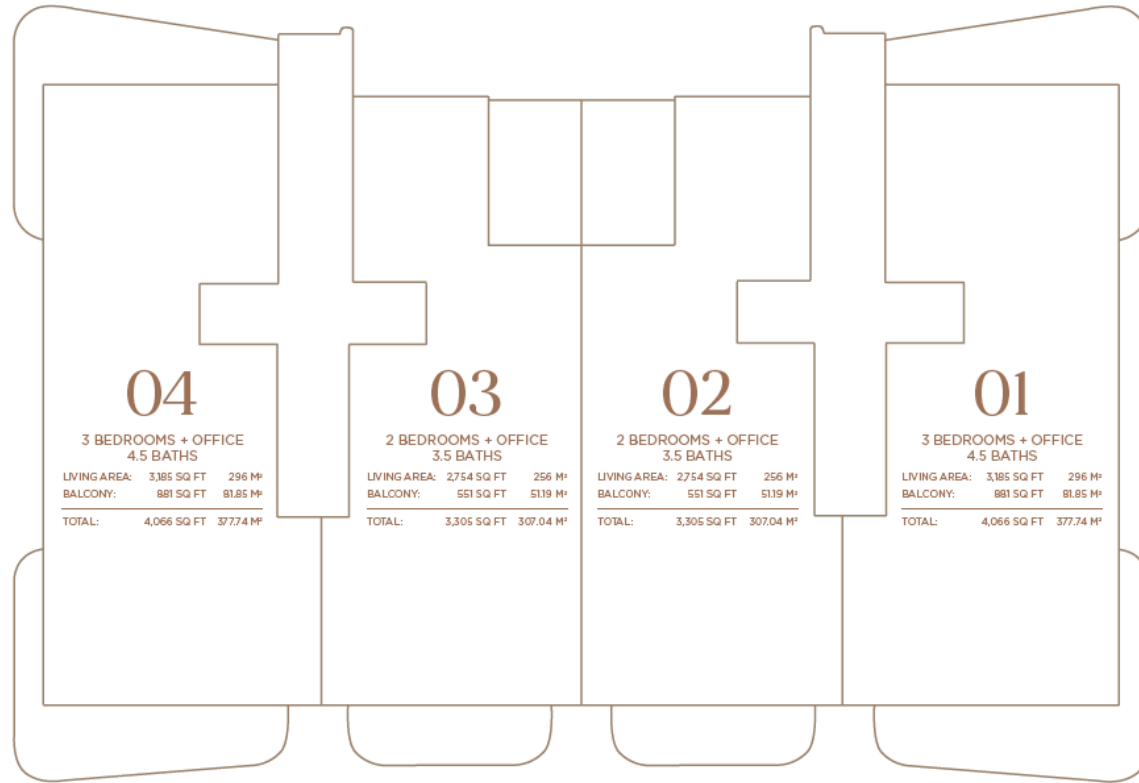 04
3 BEDROOMS + OFFICE
4.5 BATHS
LIVING AREA: 3,185 SQ FT 296 M²
BALCONY: 881 SQ FT 81.85 M²
TOTAL: 4,066 SQ FT 377.74 M²
03
2 BEDROOMS + OFFICE
3.5 BATHS
LIVING AREA: 2,754 SQ FT 256 M²
BALCONY: 551 SQ FT 51.19 M²
TOTAL: 3,305 SQ FT 307.04 M²
02
2 BEDROOMS + OFFICE
3.5 BATHS
LIVING AREA: 2,754 SQ FT 256 M²
BALCONY: 551 SQ FT 51.19 M²
TOTAL: 3,305 SQ FT 307.04 M²
01
3 BEDROOMS + OFFICE
4.5 BATHS
LIVING AREA: 3,185 SQ FT 296 M²
BALCONY: 881 SQ FT 81.85 M²
TOTAL: 4,066 SQ FT 377.74 M²